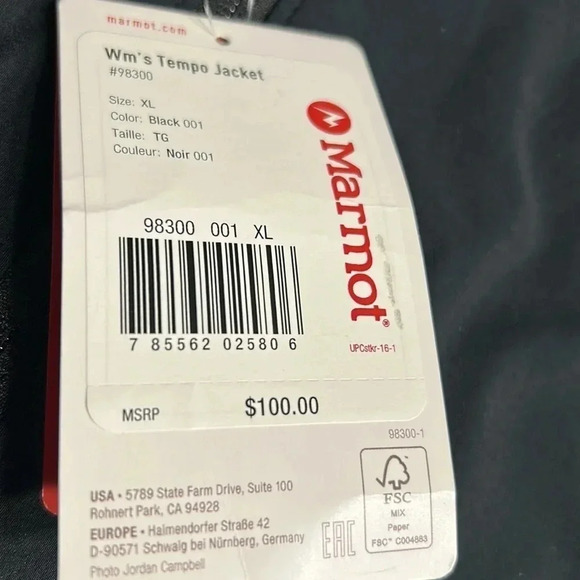 marmot.com
Wm's Tempo Jacket
#98300
Size: XL
Color: Black 001
Taille: TG
Couleur: Noir 001
Marmot®
98300 001 XL
7 85562 02580 6
UPCstkr-16-1
MSRP $100.00
98300-1
USA • 5789 State Farm Drive, Suite 100
Rohnert Park, CA 94928
EUROPE • Halmendorfer Straße 42
D-90571 Schwaig bei Nürnberg, Germany
Photo Jordan Campbell
EAC
FSC
MIX
Paper
FSC® C004863